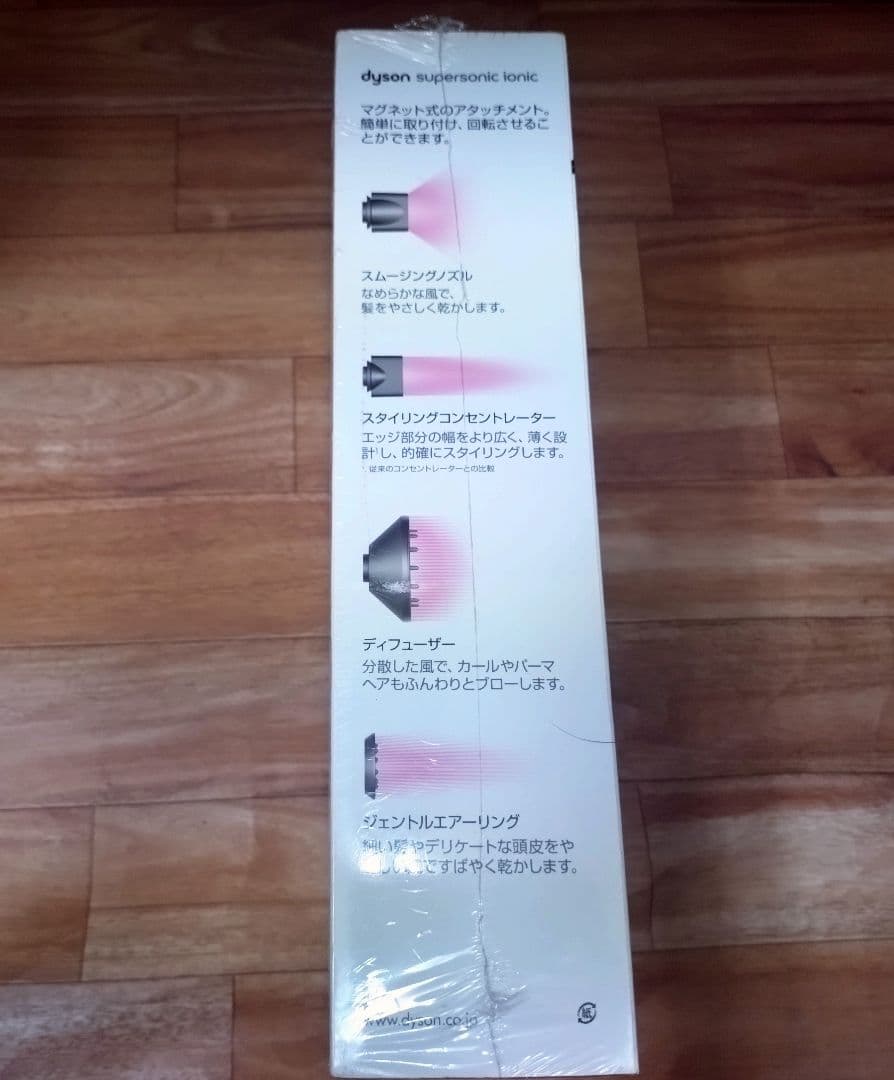 dyson supersonic ionic
マグネット式のアタッチメント。
簡単に取り付け、回転させるこ
とができます。
スムージングノズル
なめらかな風で、
髪をやさしく乾かします。
スタイリングコンセントレーター
エッジ部分の幅をより広く、薄く設
計¹し、的確にスタイリングします。
¹. 従来のコンセントレーターとの比較
ディフューザー
分散した風で、カールやパーマ
ヘアもふんわりとブローします。
ジェントルエアーリング
細い髪やデリケートな頭皮をや
ですばやく乾かします。
www.dyson.co.jp
紙